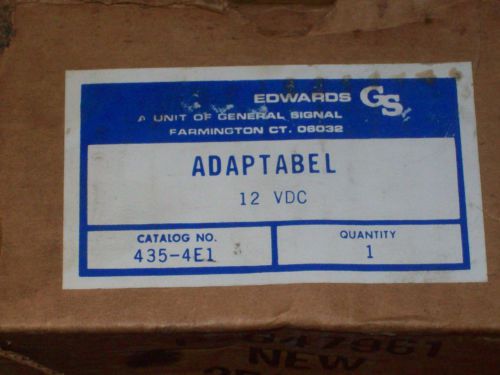 EDWARDS GS
A UNIT OF GENERAL SIGNAL
FARMINGTON CT. 06032
ADAPTABEL
12 VDC
CATALOG NO.
435-4E1
QUANTITY
1
NEW